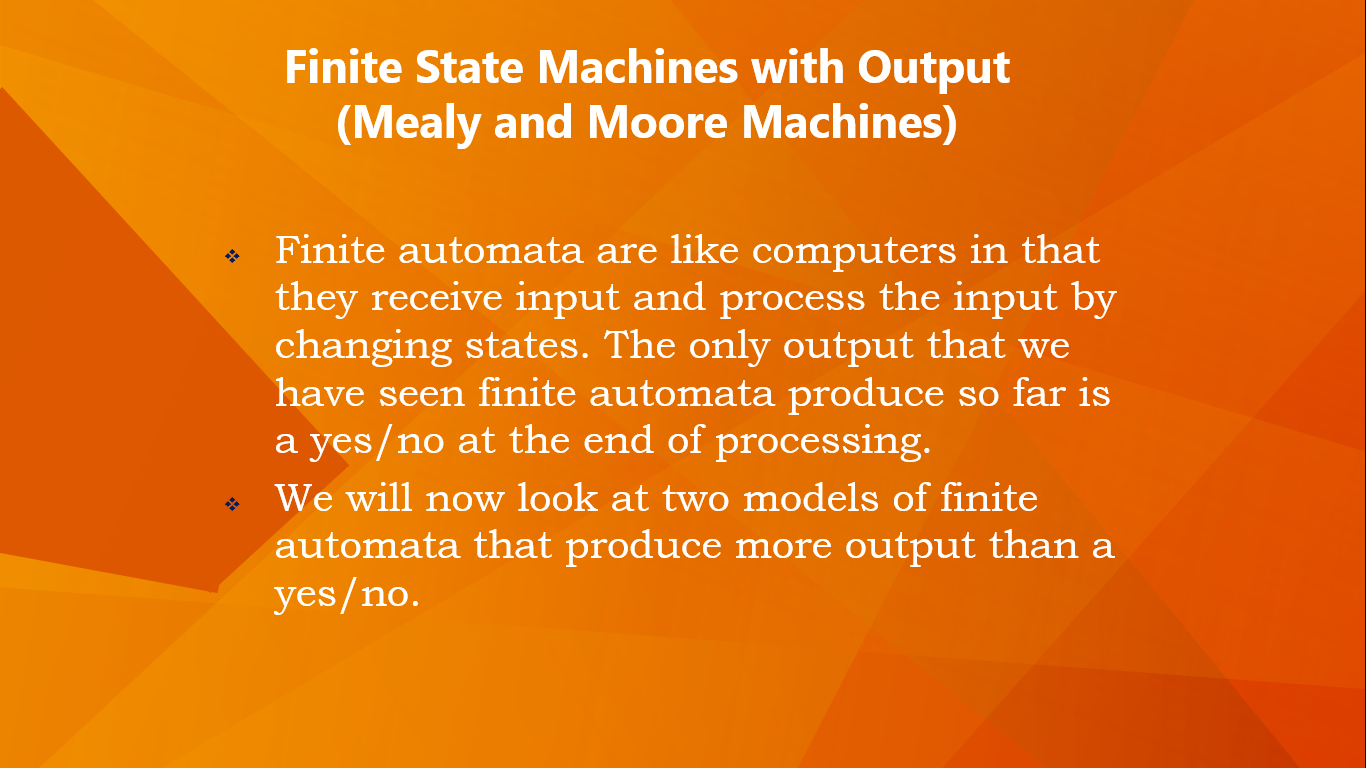 Finite State Machines with Output
(Mealy and Moore Machines)
❖ Finite automata are like computers in that
they receive input and process the input by
changing states. The only output that we
have seen finite automata produce so far is
a yes/no at the end of processing.
❖ We will now look at two models of finite
automata that produce more output than a
yes/no.